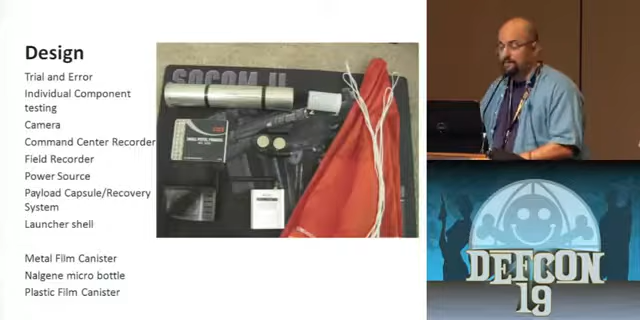 Design
Trial and Error
Individual Component
testing
Camera
Command Center Recorder
Field Recorder
Power Source
Payload Capsule/Recovery
System
Launcher shell
Metal Film Canister
Nalgene micro bottle
Plastic Film Canister
SOCOM II
DEFCON
19